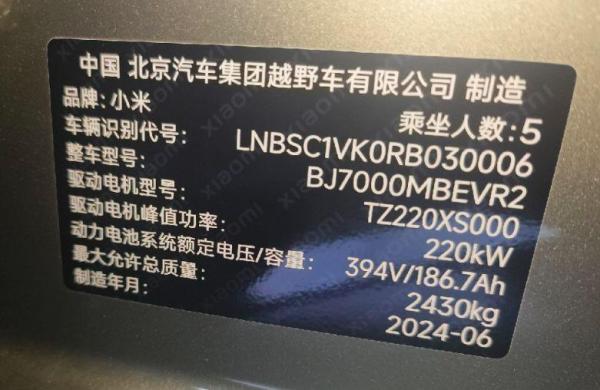 中国 北京汽车集团越野车有限公司 制造
品牌:小米 乘坐人数:5
车辆识别代号: LNBSC1VK0RB030006
整车型号: BJ7000MBEVR2
驱动电机型号: TZ220XS000
驱动电机峰值功率: 220kW
动力电池系统额定电压/容量: 394V/186.7Ah
最大允许总质量: 2430kg
制造年月: 2024-06